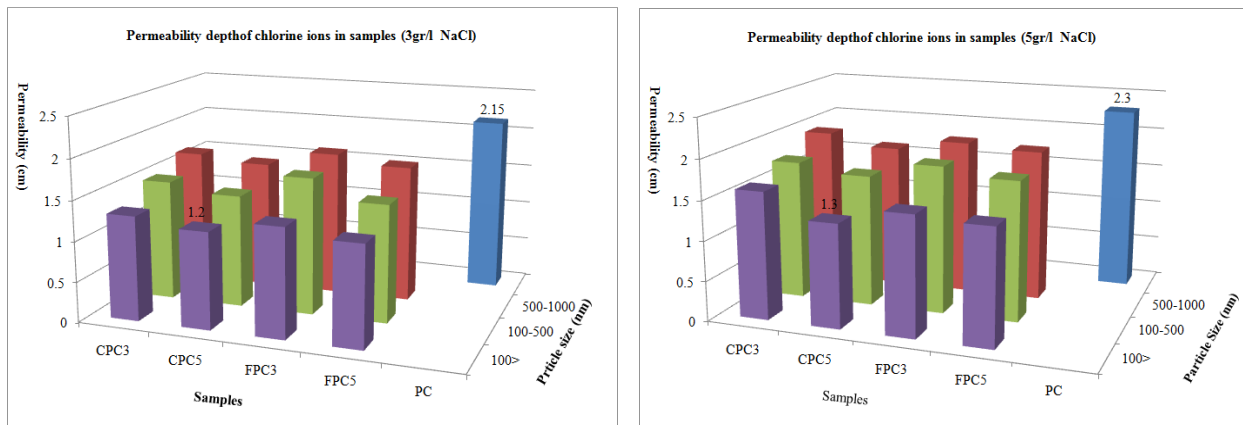 Permeability depthof chlorine ions in samples (3gr/l NaCl)
Permeability (cm)
2.5
2
1.5
1
0.5
0
2.15
1.2
CPC3
CPC5
FPC3
FPC5
PC
Samples
500-1000
100-500
100>
Prticle size (nm)
Permeability depthof chlorine ions in samples (5gr/l NaCl)
Permeability (cm)
2.5
2
1.5
1
0.5
0
2.3
1.3
CPC3
CPC5
FPC3
FPC5
PC
Samples
500-1000
100-500
100>
Particle Size (nm)